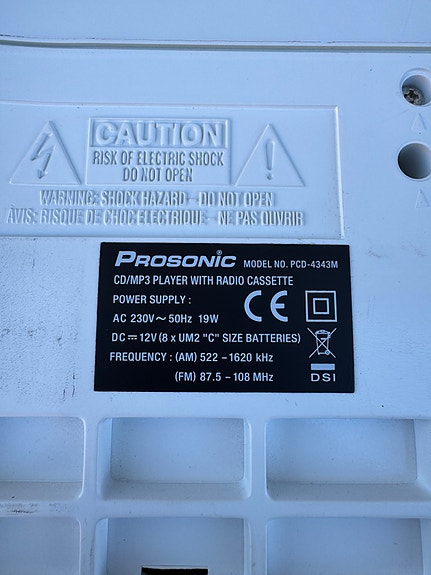 CAUTION
RISK OF ELECTRIC SHOCK
DO NOT OPEN
WARNING: SHOCK HAZARD - DO NOT OPEN
AVIS: RISQUE DE CHOC ELECTRIQUE - NE PAS OUVRIR
PROSONIC MODEL NO. PCD-4343M
CD/MP3 PLAYER WITH RADIO CASSETTE
POWER SUPPLY :
AC 230V ~ 50Hz 19W
DC ⎓ 12V (8 x UM2 "C" SIZE BATTERIES)
FREQUENCY : (AM) 522 - 1620 kHz
(FM) 87.5 - 108 MHz
CE
DSI